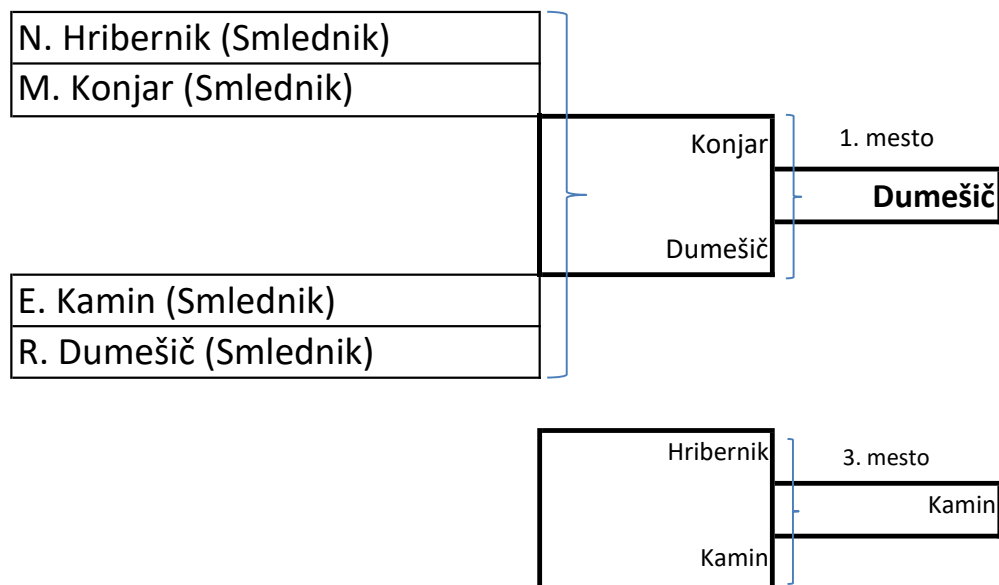 N. Hribernik (Smlednik)
M. Konjar (Smlednik)
Konjar
1. mesto
Dumešič
Dumešič
E. Kamin (Smlednik)
R. Dumešič (Smlednik)
Hribernik
3. mesto
Kamin
Kamin